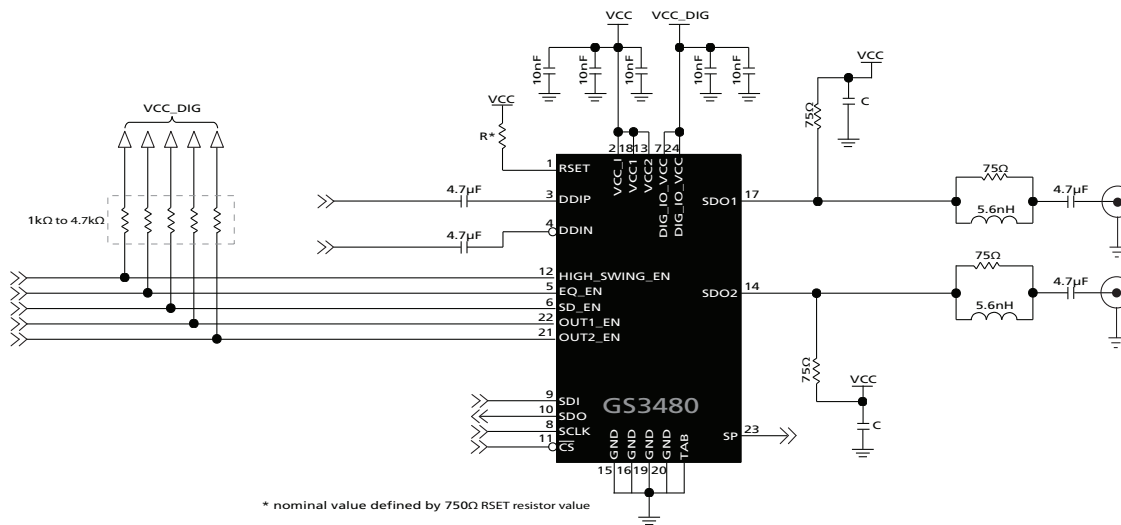 VCC VCC_DIG
10nF 10nF 10nF 10nF 10nF
VCC
R*
VCC_DIG
1kΩ to 4.7kΩ
4.7µF
4.7µF
1 RSET
3 DDIP
4 DDIN
12 HIGH_SWING_EN
5 EQ_EN
6 SD_EN
22 OUT1_EN
21 OUT2_EN
9 SDI
10 SDO
8 SCLK
11 CS
2 18 13 7 24
VCC_I
VCC1
VCC2
DIG_IO_VCC
DIG_IO_VCC
GS3480
SDO1 17
SDO2 14
SP 23
GND
GND
GND
GND
TAB
15 16 19 20
VCC
75Ω
C
75Ω
5.6nH
4.7µF
75Ω
5.6nH
4.7µF
75Ω
VCC
C
* nominal value defined by 750Ω RSET resistor value